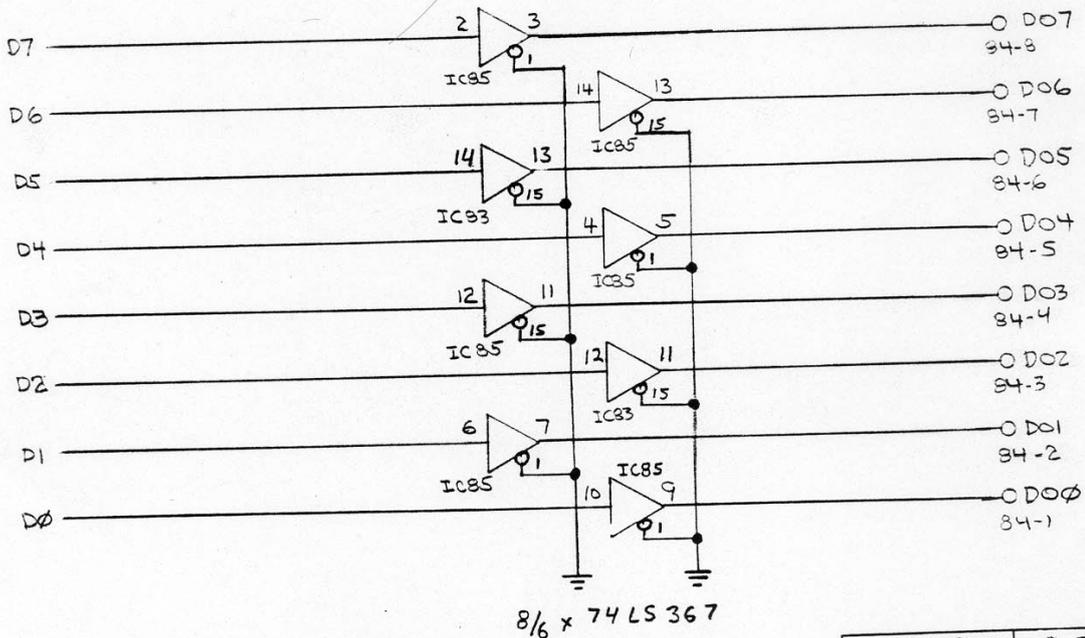 D7 2 3 1 IC85 DO7 84-8
D6 14 13 15 IC85 DO6 84-7
D5 14 13 15 IC83 DO5 84-6
D4 4 5 1 IC85 DO4 84-5
D3 12 11 15 IC85 DO3 84-4
D2 12 11 15 IC83 DO2 84-3
D1 6 7 1 IC85 DO1 84-2
DØ 10 9 1 IC85 DOØ 84-1
8/6 x 74 LS 367